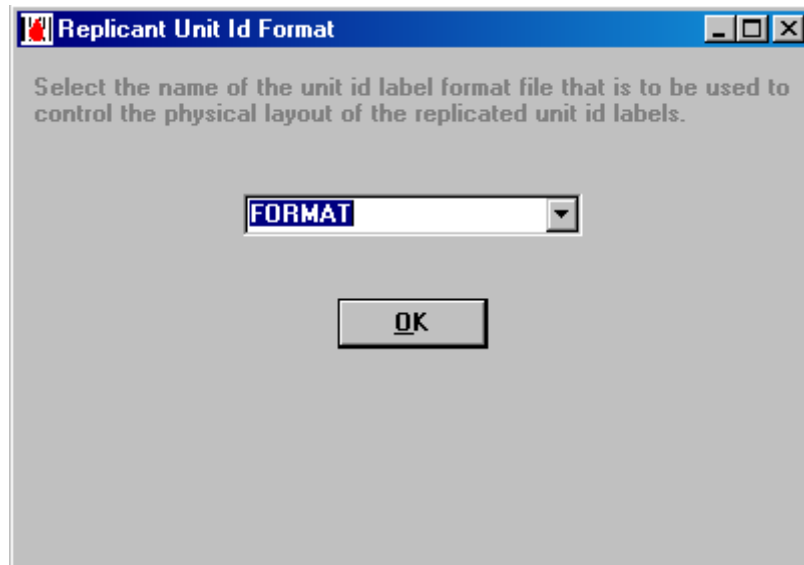 Replicant Unit Id Format
Select the name of the unit id label format file that is to be used to
control the physical layout of the replicated unit id labels.
FORMAT
OK